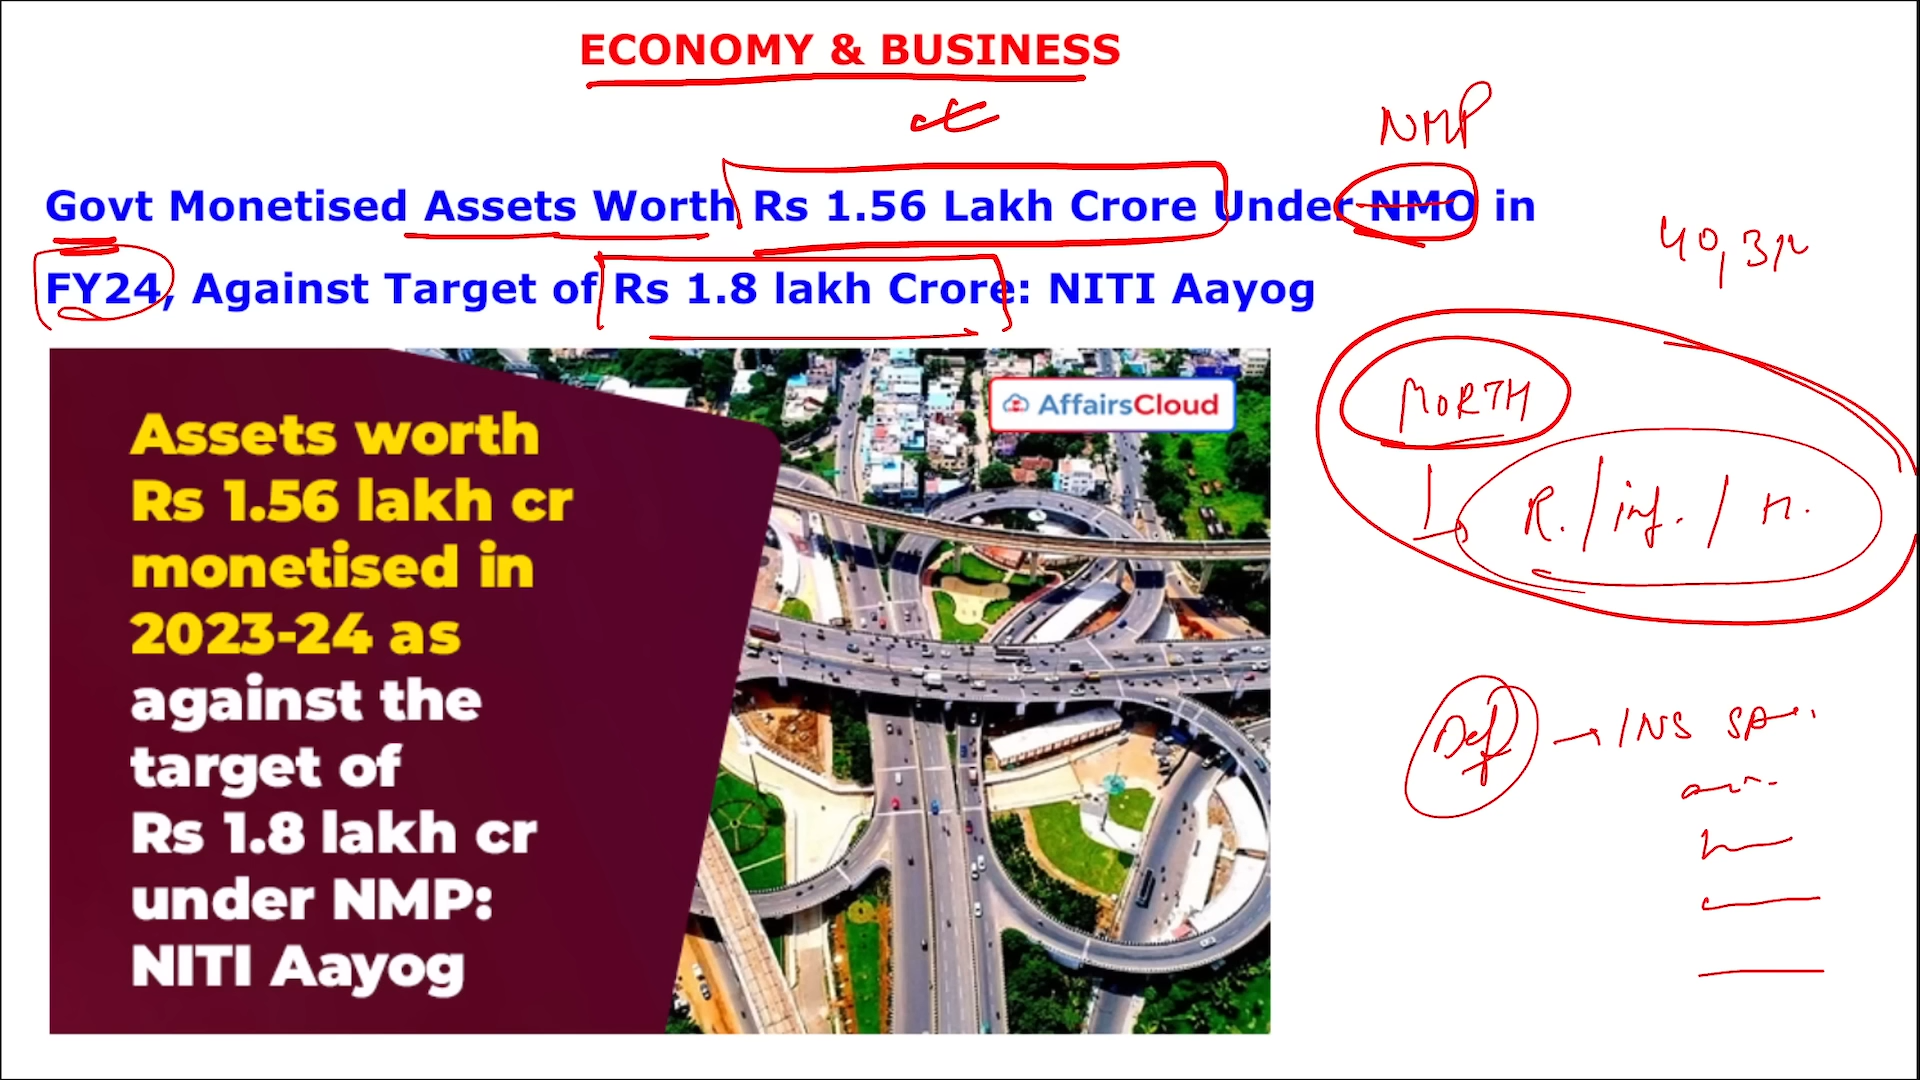 ECONOMY & BUSINESS
NMP
Govt Monetised Assets Worth Rs 1.56 Lakh Crore Under NMO in
FY24, Against Target of Rs 1.8 lakh Crore: NITI Aayog
MORTH
R. / inf. / H.
Def → INS
AffairsCloud
Assets worth
Rs 1.56 lakh cr
monetised in
2023-24 as
against the
target of
Rs 1.8 lakh cr
under NMP:
NITI Aayog